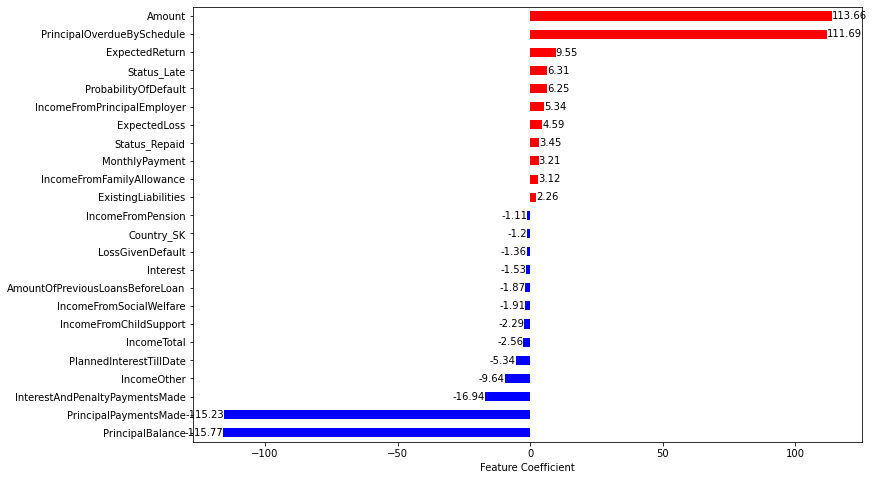 Amount 113.66
PrincipalOverdueBySchedule 111.69
ExpectedReturn 9.55
Status_Late 6.31
ProbabilityOfDefault 6.25
IncomeFromPrincipalEmployer 5.34
ExpectedLoss 4.59
Status_Repaid 3.45
MonthlyPayment 3.21
IncomeFromFamilyAllowance 3.12
ExistingLiabilities 2.26
IncomeFromPension -1.11
Country_SK -1.2
LossGivenDefault -1.36
Interest -1.53
AmountOfPreviousLoansBeforeLoan -1.87
IncomeFromSocialWelfare -1.91
IncomeFromChildSupport -2.29
IncomeTotal -2.56
PlannedInterestTillDate -5.34
IncomeOther -9.64
InterestAndPenaltyPaymentsMade -16.94
PrincipalPaymentsMade -115.23
PrincipalBalance -115.77
−100 −50 0 50 100
Feature Coefficient